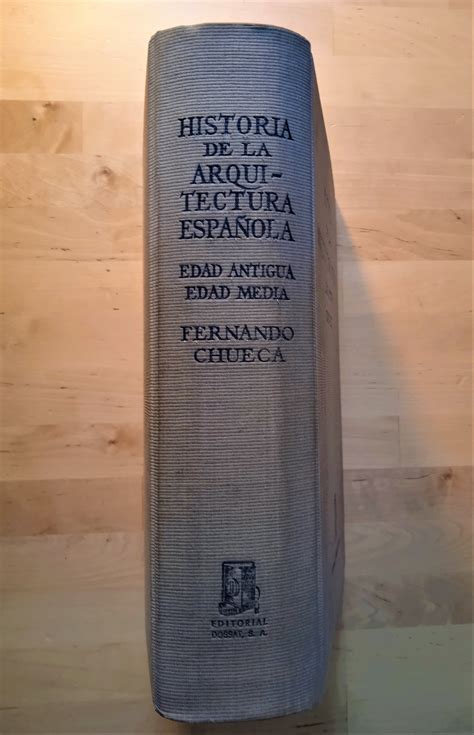 HISTORIA
DE LA
ARQUI-
TECTURA
ESPAÑOLA
EDAD ANTIGUA
EDAD MEDIA
FERNANDO
CHUECA
EDITORIAL
DOSSAT, S. A.